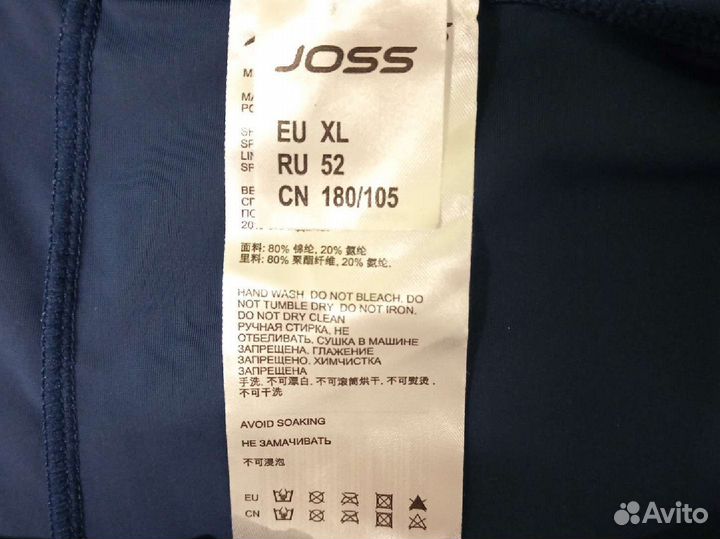 JOSS
EU XL
RU 52
CN 180/105
面料: 80% 锦纶, 20% 氨纶
里料: 80% 聚酯纤维, 20% 氨纶.
HAND WASH. DO NOT BLEACH. DO
NOT TUMBLE DRY. DO NOT IRON.
DO NOT DRY CLEAN
РУЧНАЯ СТИРКА, НЕ
ОТБЕЛИВАТЬ. СУШКА В МАШИНЕ
ЗАПРЕЩЕНА. ГЛАЖЕНИЕ
ЗАПРЕЩЕНО. ХИМЧИСТКА
ЗАПРЕЩЕНА
手洗. 不可漂白. 不可滚筒烘干. 不可熨烫.
不可干洗
AVOID SOAKING
НЕ ЗАМАЧИВАТЬ
不可浸泡
EU
CN
Avito